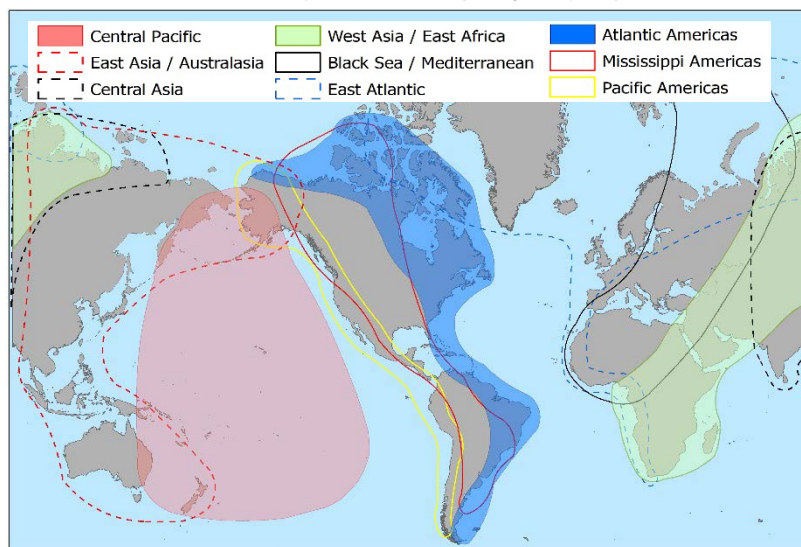 Central Pacific
East Asia / Australasia
Central Asia
West Asia / East Africa
Black Sea / Mediterranean
East Atlantic
Atlantic Americas
Mississippi Americas
Pacific Americas